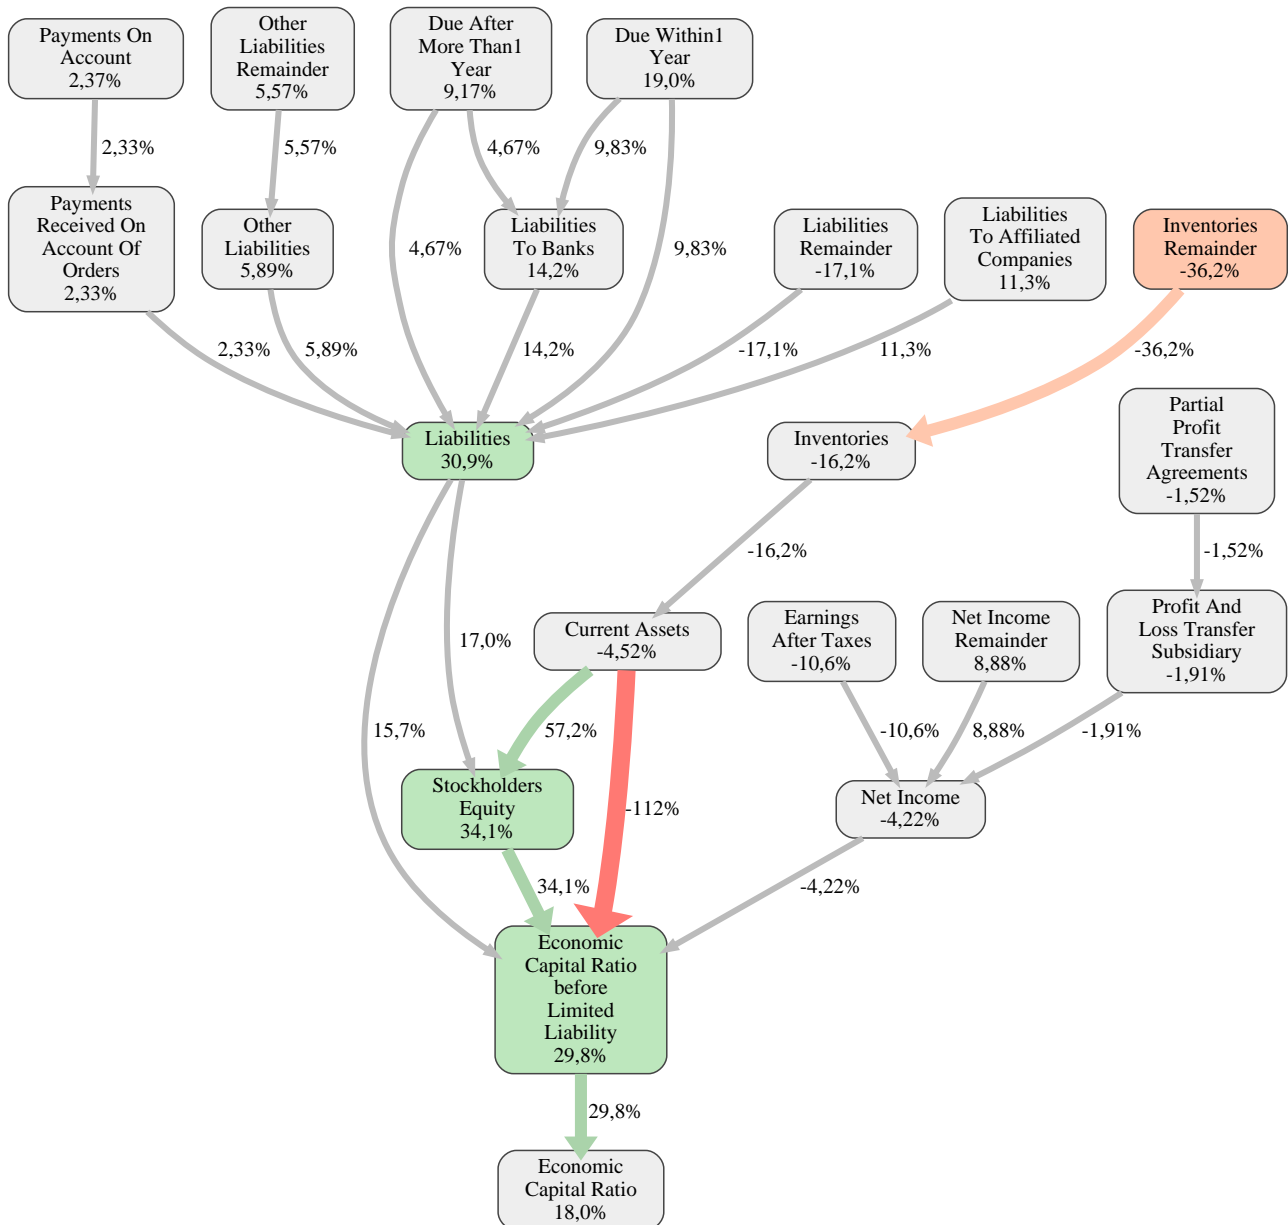 Payments On
Account
2,37%
Other
Liabilities
Remainder
5,57%
Due After
More Than1
Year
9,17%
Due Within1
Year
19,0%
2,33%
5,57%
4,67%
9,83%
Payments
Received On
Account Of
Orders
2,33%
Other
Liabilities
5,89%
4,67%
Liabilities
To Banks
14,2%
9,83%
Liabilities
Remainder
-17,1%
Liabilities
To Affiliated
Companies
11,3%
Inventories
Remainder
-36,2%
2,33%
5,89%
14,2%
-17,1%
11,3%
-36,2%
Liabilities
30,9%
Inventories
-16,2%
Partial
Profit
Transfer
Agreements
-1,52%
-16,2%
-1,52%
17,0%
Current Assets
-4,52%
Earnings
After Taxes
-10,6%
Net Income
Remainder
8,88%
Profit And
Loss Transfer
Subsidiary
-1,91%
15,7%
57,2%
-10,6%
8,88%
-1,91%
Stockholders
Equity
34,1%
-112%
Net Income
-4,22%
34,1%
-4,22%
Economic
Capital Ratio
before
Limited
Liability
29,8%
29,8%
Economic
Capital Ratio
18,0%